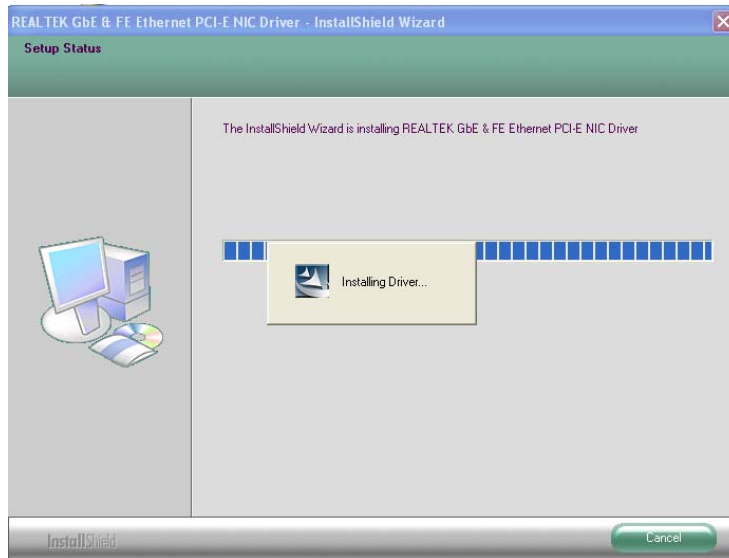 REALTEK GbE & FE Ethernet PCI-E NIC Driver - InstallShield Wizard
Setup Status
The InstallShield Wizard is installing REALTEK GbE & FE Ethernet PCI-E NIC Driver
Installing Driver...
InstallShield
Cancel